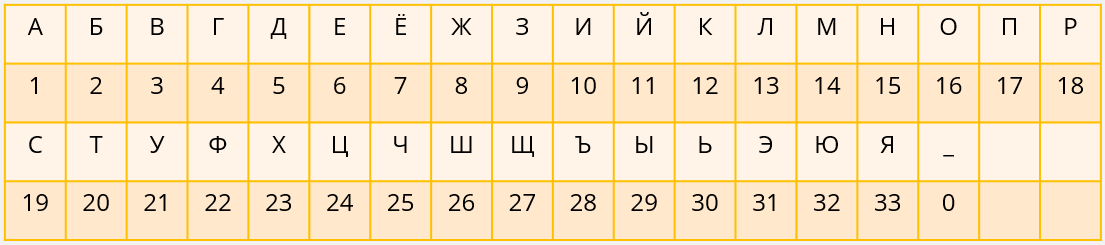 А Б В Г Д Е Ё Ж З И Й К Л М Н О П Р
1 2 3 4 5 6 7 8 9 10 11 12 13 14 15 16 17 18
С Т У Ф Х Ц Ч Ш Щ Ъ Ы Ь Э Ю Я _
19 20 21 22 23 24 25 26 27 28 29 30 31 32 33 0